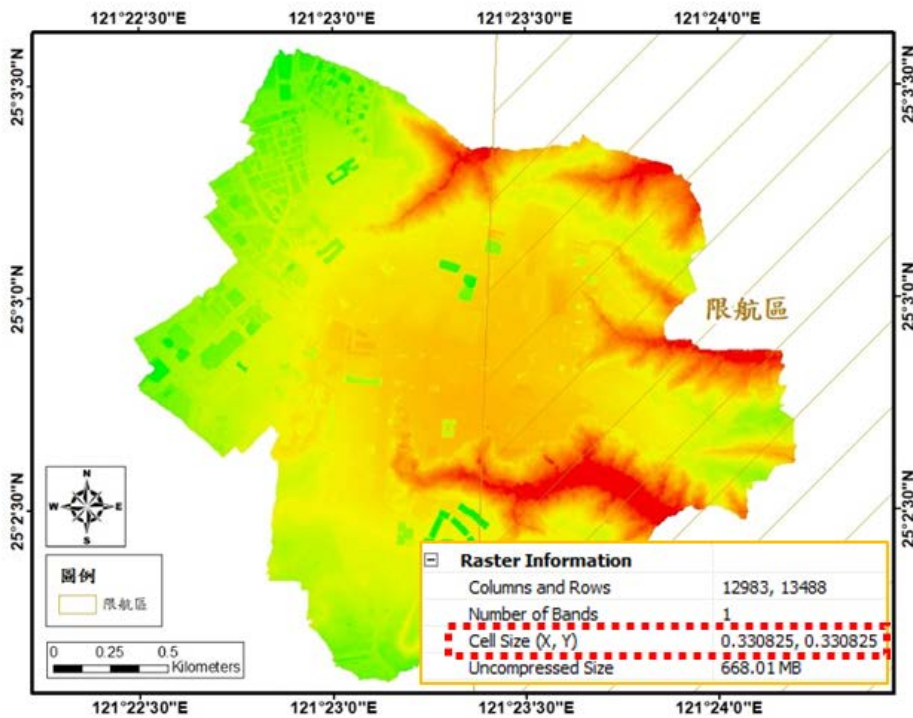 121°22'30"E 121°23'0"E 121°23'30"E 121°24'0"E
25°3'30"N 25°3'30"N
25°3'0"N 25°3'0"N
限航區
25°2'30"N 25°2'30"N
N
W E
S
圖例
限航區
0 0.25 0.5
Kilometers
Raster Information
Columns and Rows 12983, 13488
Number of Bands 1
Cell Size (X, Y) 0.330825, 0.330825
Uncompressed Size 668.01 MB
121°22'30"E 121°23'0"E 121°23'30"E 121°24'0"E